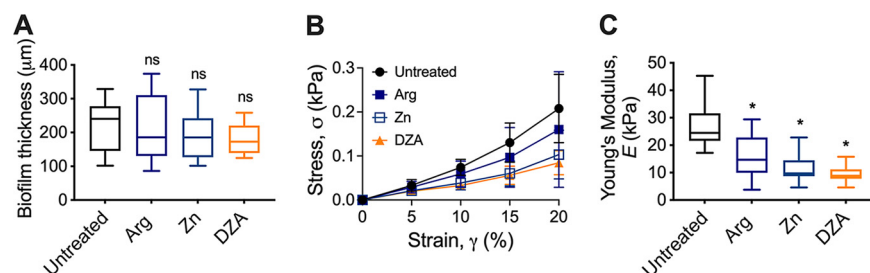 A
Biofilm thickness (μm)
400
300
200
100
0
ns
ns
ns
Untreated
Arg
Zn
DZA
B
Stress, σ (kPa)
0.3
0.2
0.1
0.0
Untreated
Arg
Zn
DZA
0
5
10
15
20
Strain, γ (%)
C
Young's Modulus,
E (kPa)
50
40
30
20
10
0
*
*
*
Untreated
Arg
Zn
DZA